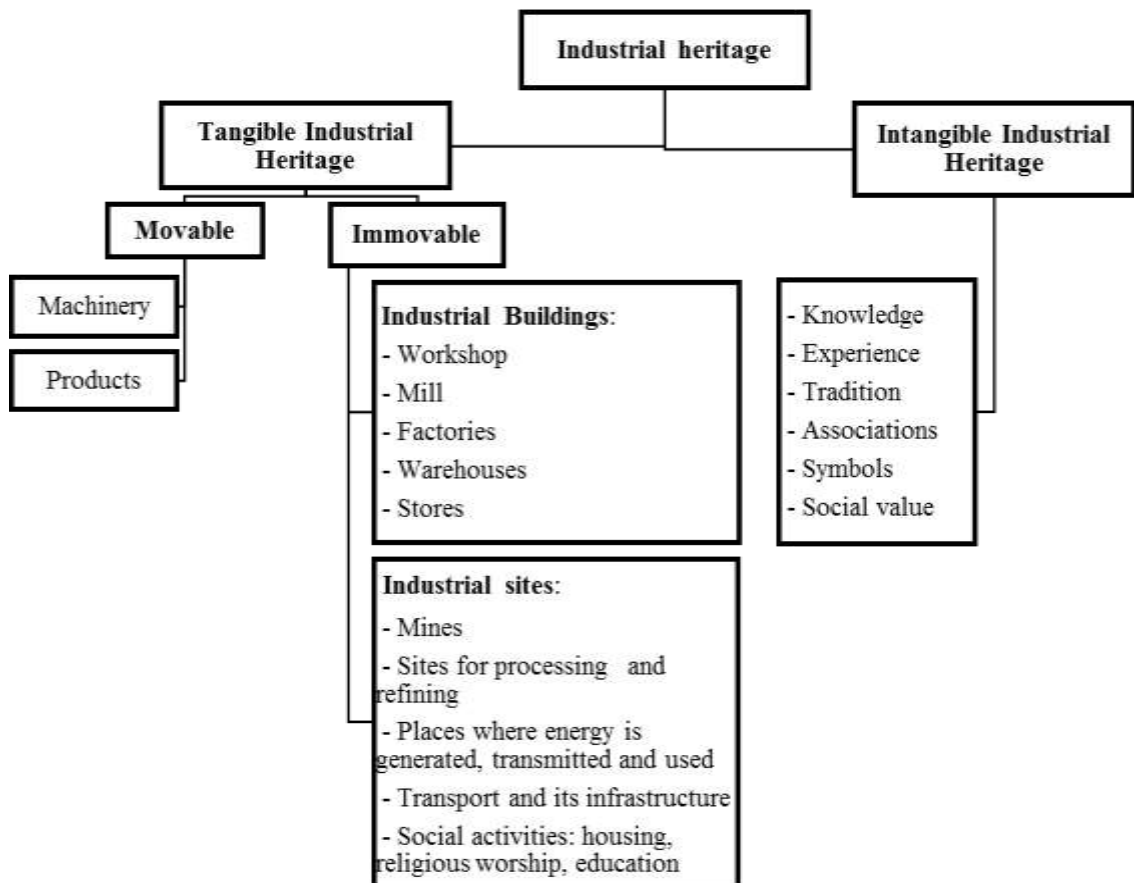 Industrial heritage
Tangible Industrial
Heritage
Intangible Industrial
Heritage
Movable
Immovable
Machinery
Products
Industrial Buildings:
- Workshop
- Mill
- Factories
- Warehouses
- Stores
- Knowledge
- Experience
- Tradition
- Associations
- Symbols
- Social value
Industrial sites:
- Mines
- Sites for processing and
refining
- Places where energy is
generated, transmitted and used
- Transport and its infrastructure
- Social activities: housing,
religious worship, education